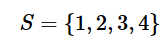 S = {1, 2, 3, 4}